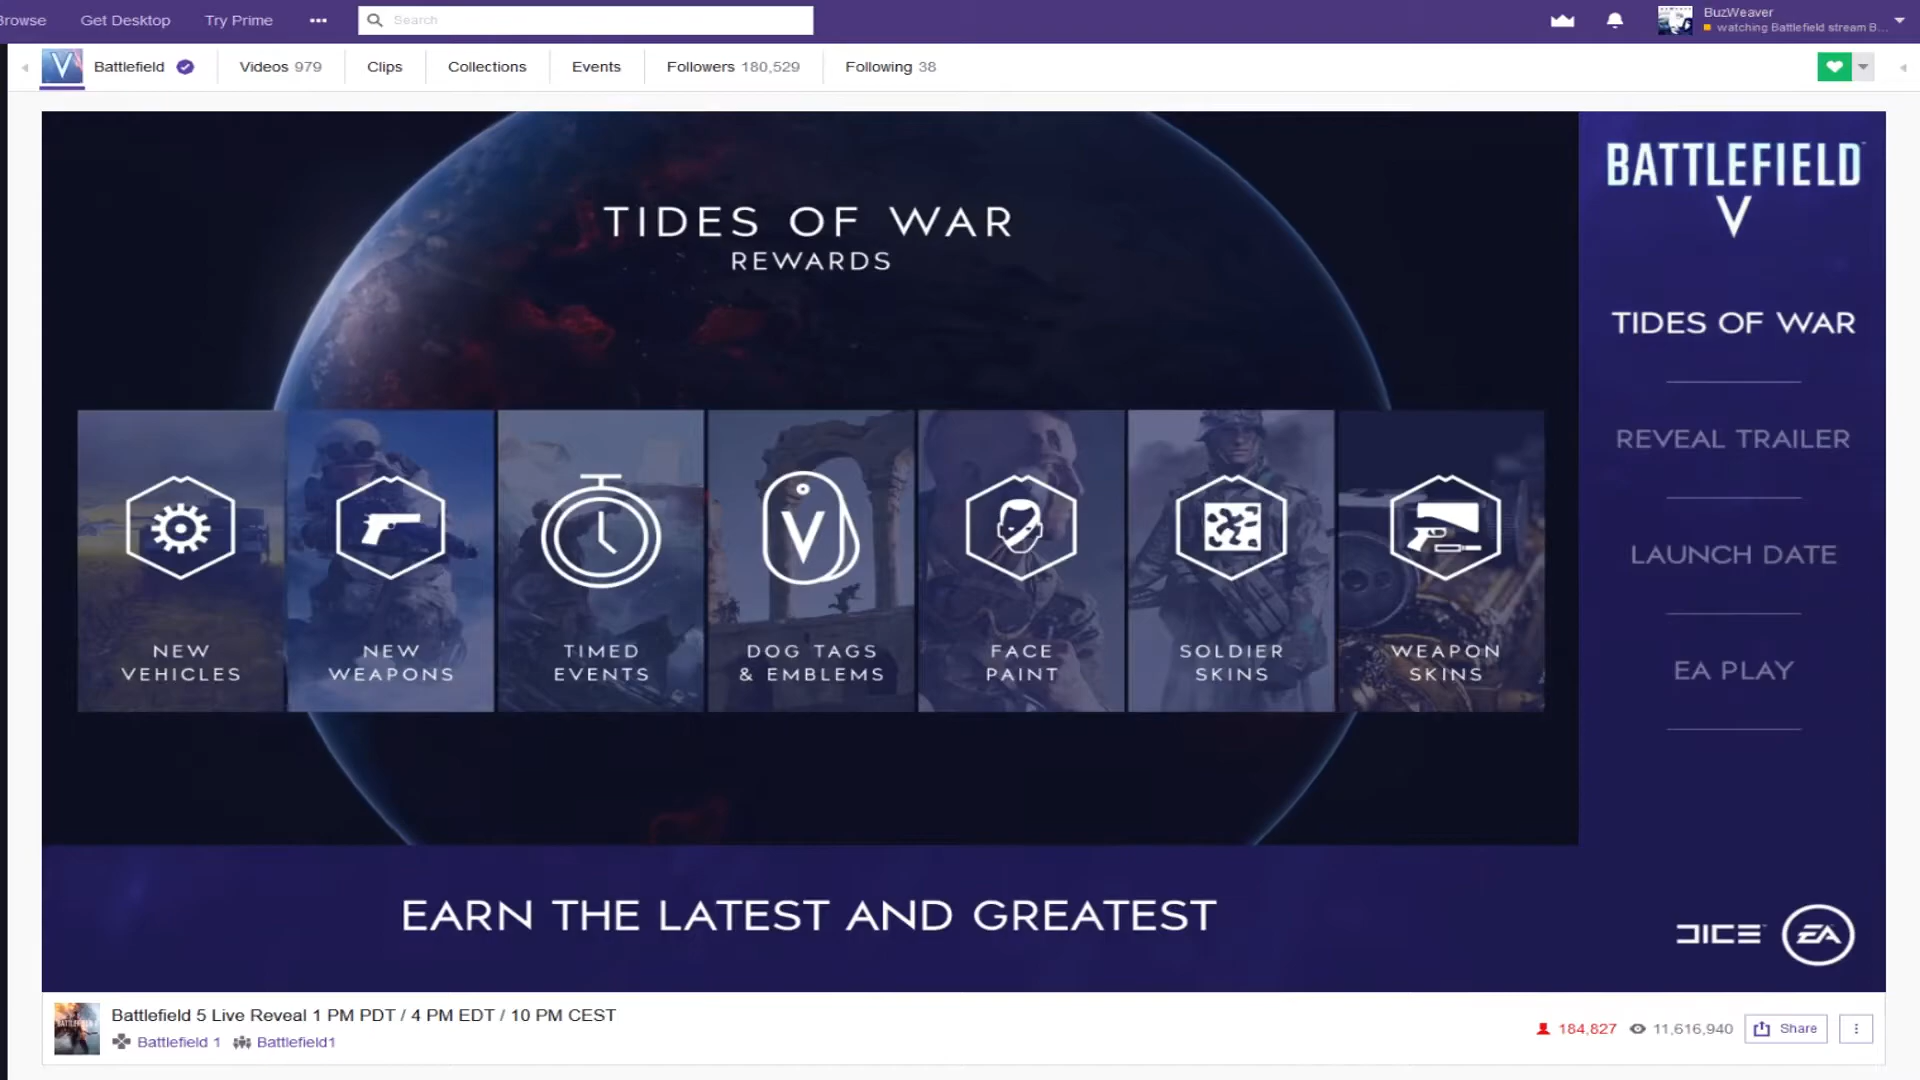 Browse Get Desktop Try Prime ••• Search BuzWeaver
watching Battlefield stream B...
Battlefield Videos 979 Clips Collections Events Followers 180,529 Following 38
TIDES OF WAR
REWARDS
NEW
VEHICLES
NEW
WEAPONS
TIMED
EVENTS
V
DOG TAGS
& EMBLEMS
FACE
PAINT
SOLDIER
SKINS
WEAPON
SKINS
BATTLEFIELD™
V
TIDES OF WAR
REVEAL TRAILER
LAUNCH DATE
EA PLAY
EARN THE LATEST AND GREATEST
DICE EA
Battlefield 5 Live Reveal 1 PM PDT / 4 PM EDT / 10 PM CEST
Battlefield 1 Battlefield1
184,827 11,616,940 Share